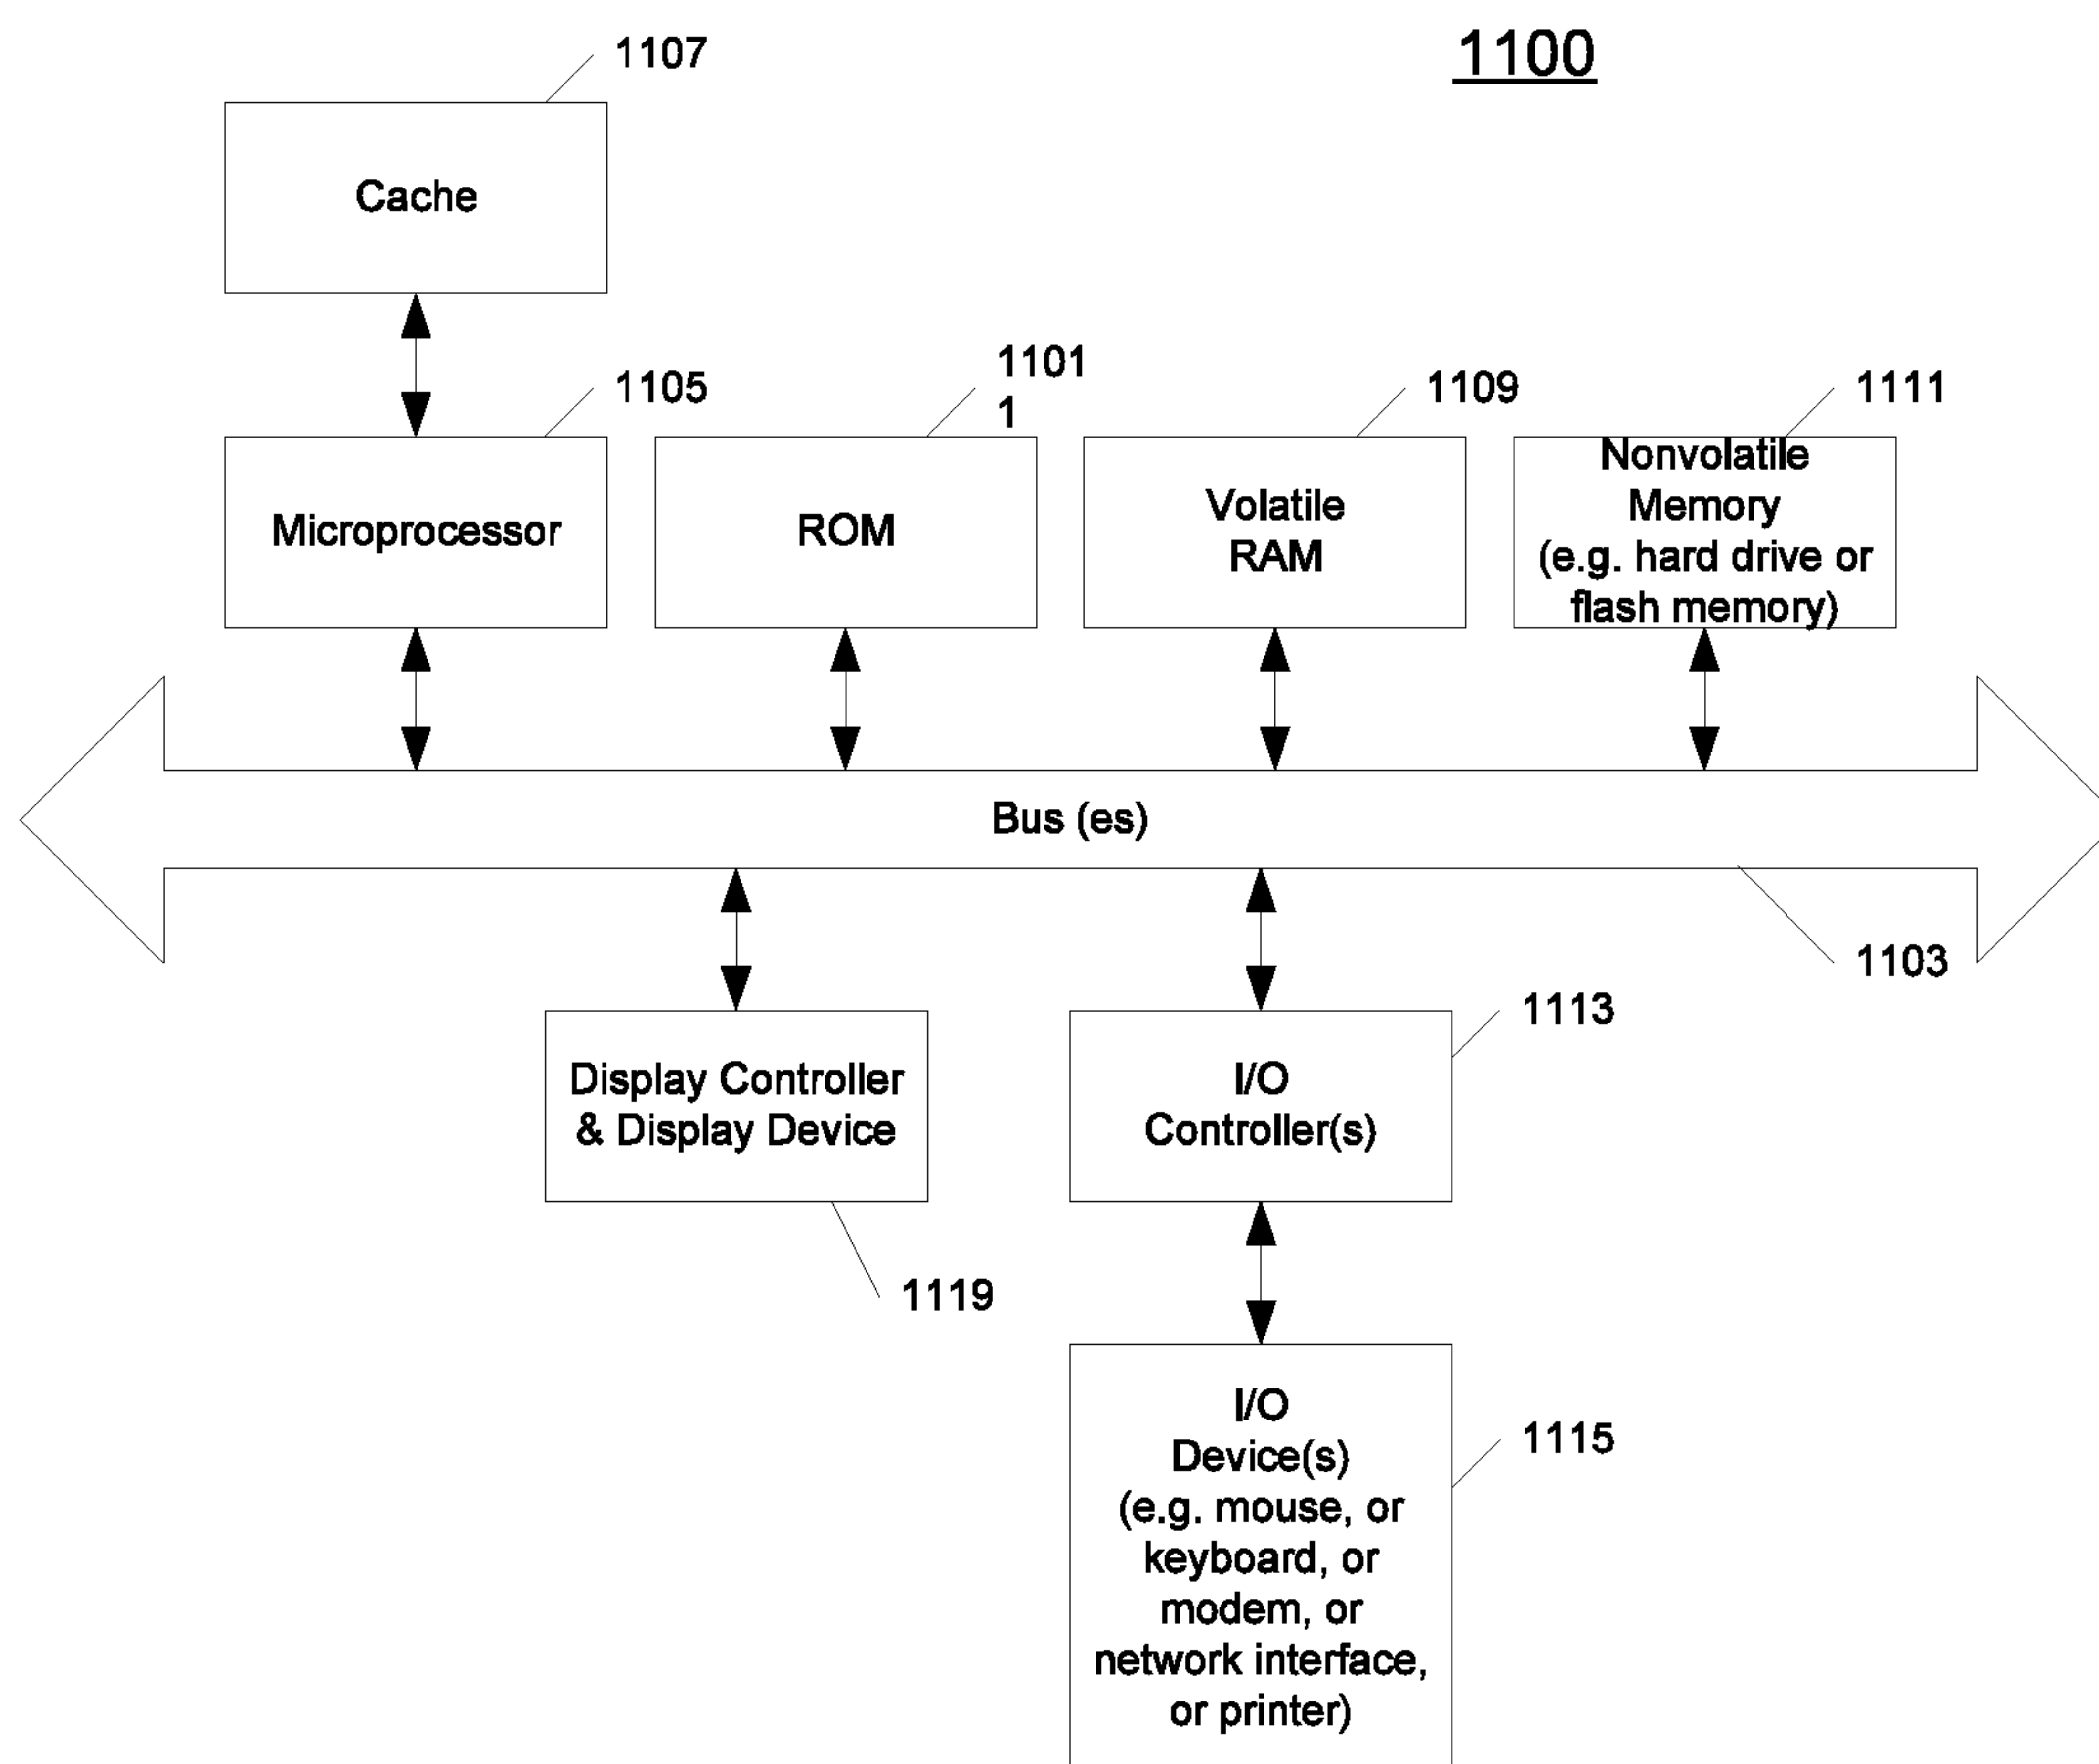 1100
1107
Cache
1105
1101
1
1109
1111
Microprocessor
ROM
Volatile
RAM
Nonvolatile
Memory
(e.g. hard drive or
flash memory)
Bus (es)
1103
Display Controller
& Display Device
1119
I/O
Controller(s)
1113
I/O
Device(s)
(e.g. mouse, or
keyboard, or
modem, or
network interface,
or printer)
1115